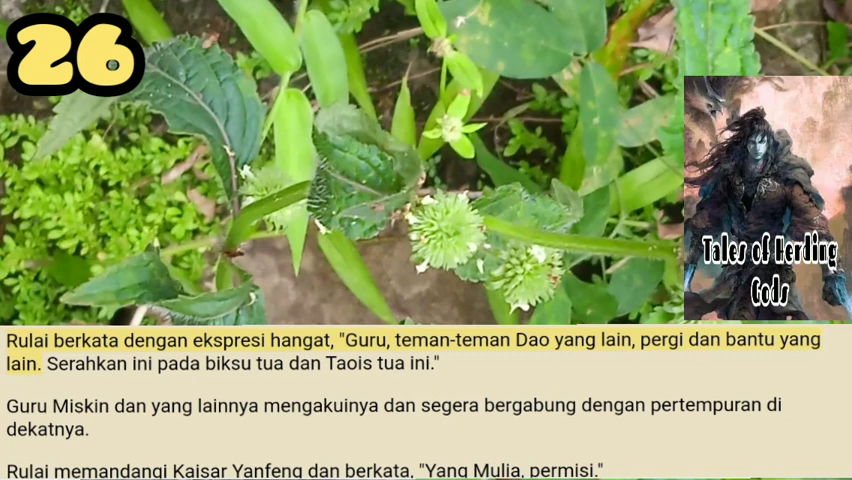 26
Tales of Herding
Gods
Rulai berkata dengan ekspresi hangat, "Guru, teman-teman Dao yang lain, pergi dan bantu yang
lain. Serahkan ini pada biksu tua dan Taois tua ini."
Guru Miskin dan yang lainnya mengakuinya dan segera bergabung dengan pertempuran di
dekatnya.
Rulai memandangi Kaisar Yanfeng dan berkata, "Yang Mulia, permisi."